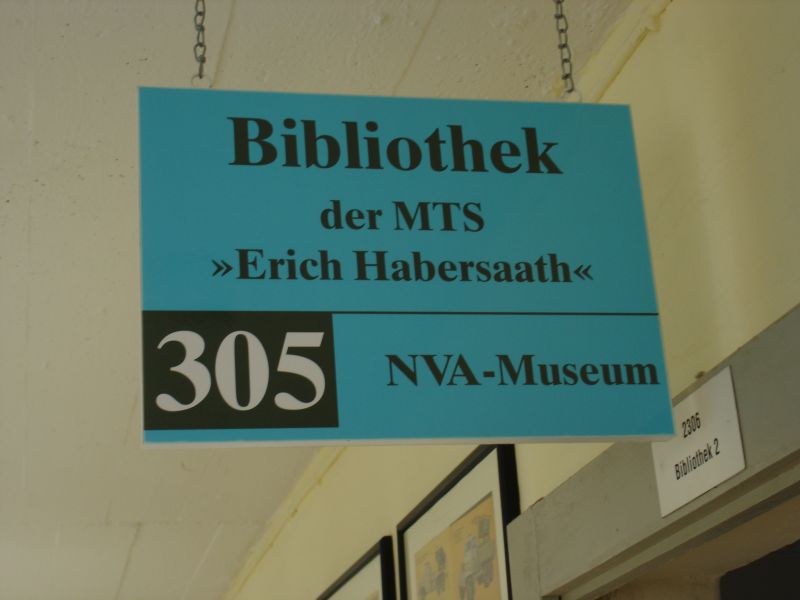 Bibliothek
der MTS
»Erich Habersaath«
305
NVA-Museum
2306
Bibliothek 2